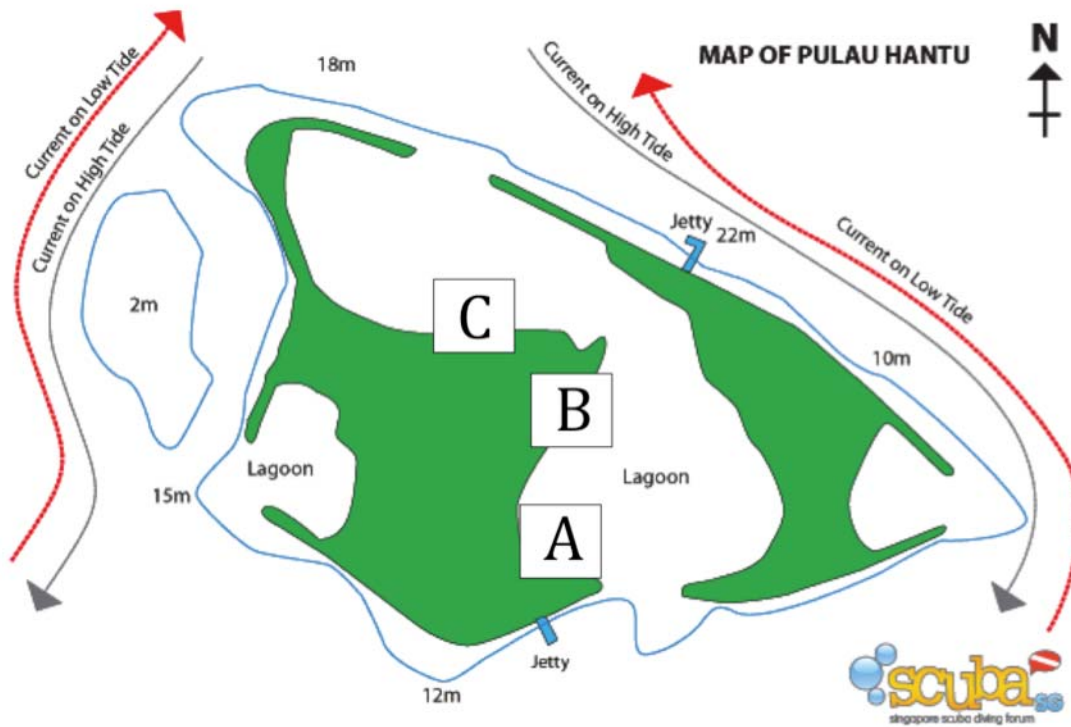 MAP OF PULAU HANTU
N
18m
Current on Low Tide
Current on High Tide
Current on High Tide
Jetty
22m
Current on Low Tide
2m
C
10m
B
Lagoon
Lagoon
15m
A
Jetty
12m
scuba
SG
singapore scuba diving forum